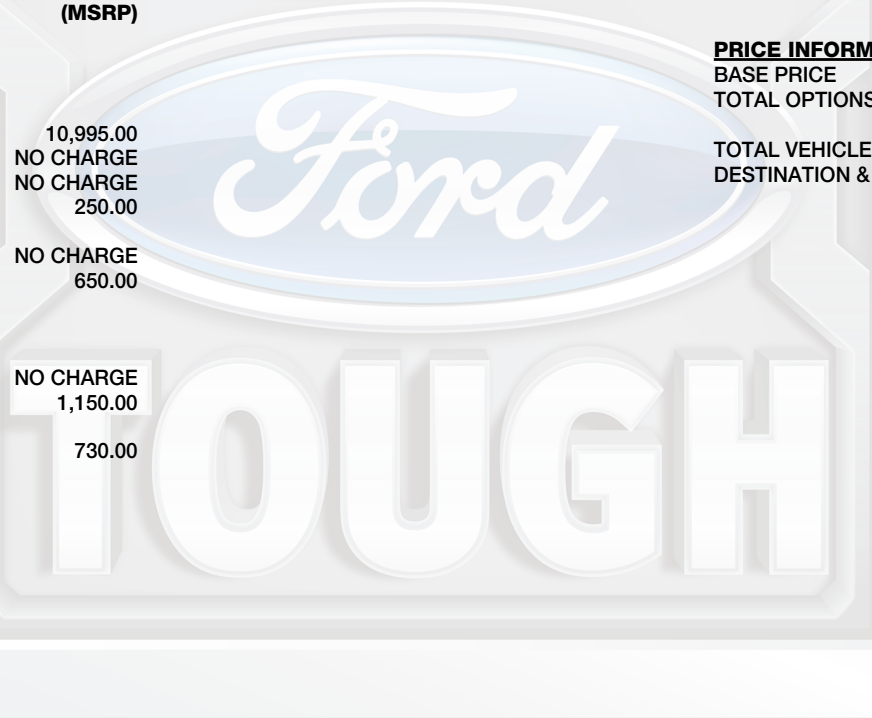 (MSRP)
10,995.00
NO CHARGE
NO CHARGE
250.00
NO CHARGE
650.00
NO CHARGE
1,150.00
730.00
PRICE INFORM
BASE PRICE
TOTAL OPTIONS
TOTAL VEHICLE
DESTINATION &
Ford
TOUGH